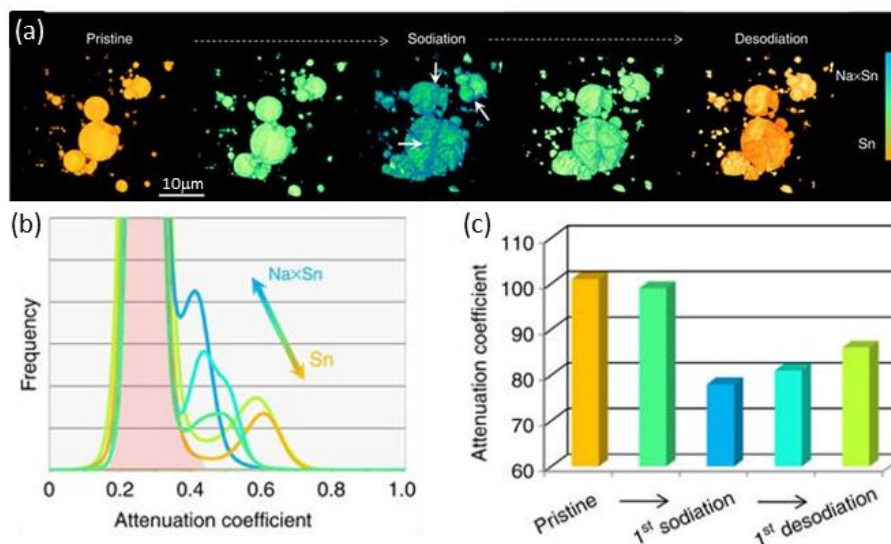 (a)
Pristine
Sodiation
Desodiation
Na×Sn
Sn
10μm
(b)
Na×Sn
Sn
Frequency
0 0.2 0.4 0.6 0.8 1.0
Attenuation coefficient
(c)
110
100
90
80
70
60
Attenuation coefficient
Pristine
1st sodiation
1st desodiation